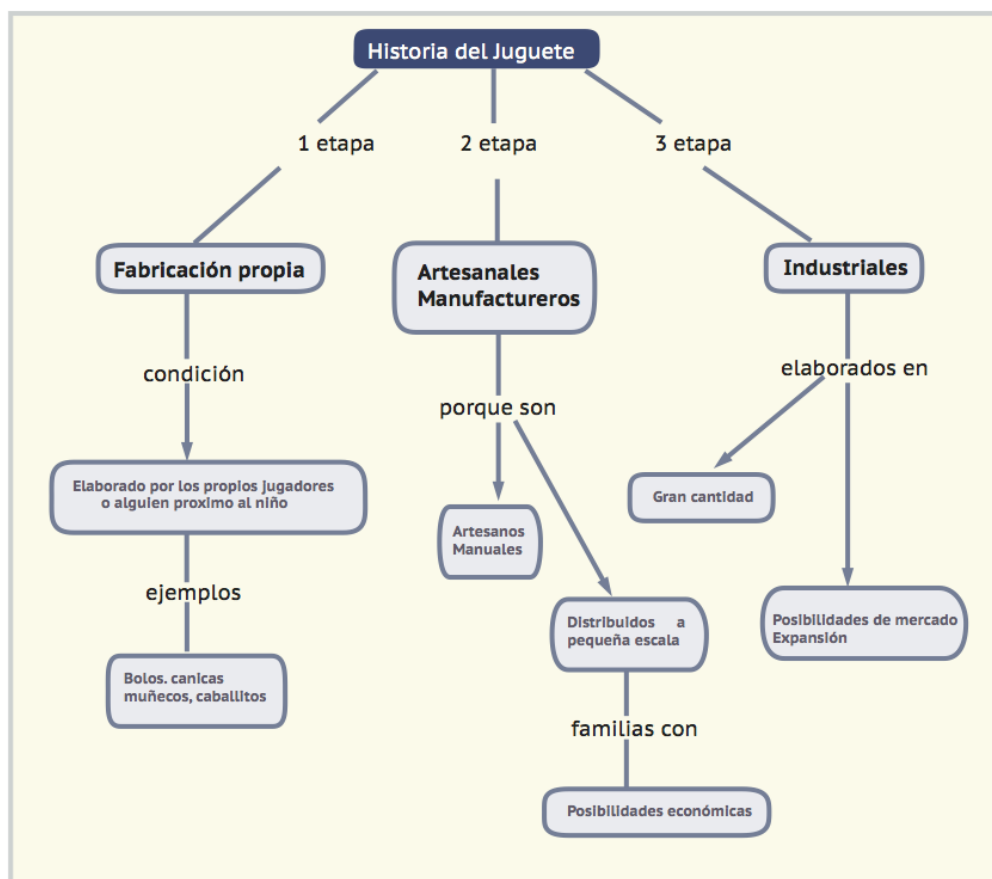 Historia del Juguete
1 etapa
2 etapa
3 etapa
Fabricación propia
Artesanales
Manufactureros
Industriales
condición
porque son
elaborados en
Elaborado por los propios jugadores
o alguien proximo al niño
Artesanos
Manuales
Gran cantidad
ejemplos
Distribuidos a
pequeña escala
Posibilidades de mercado
Expansión
Bolos. canicas
muñecos, caballitos
familias con
Posibilidades económicas